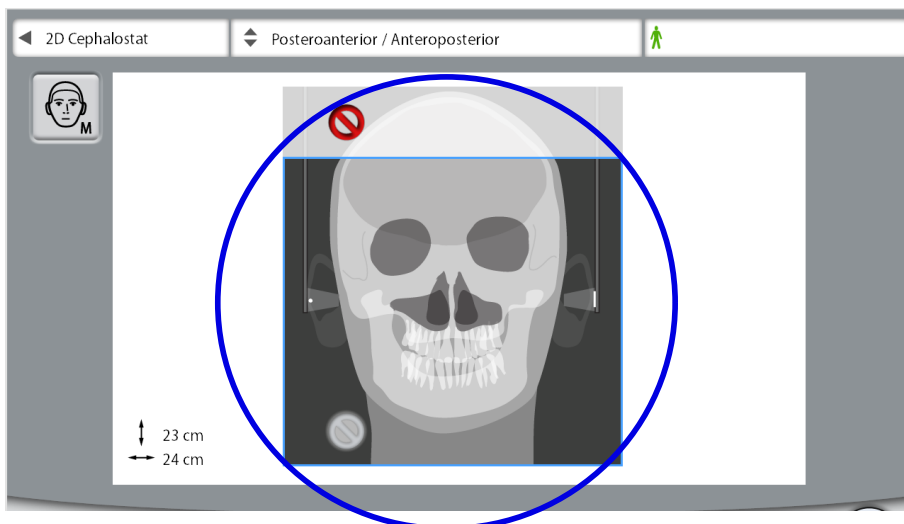 2D Cephalostat
Posteroanterior / Anteroposterior
M
23 cm
24 cm